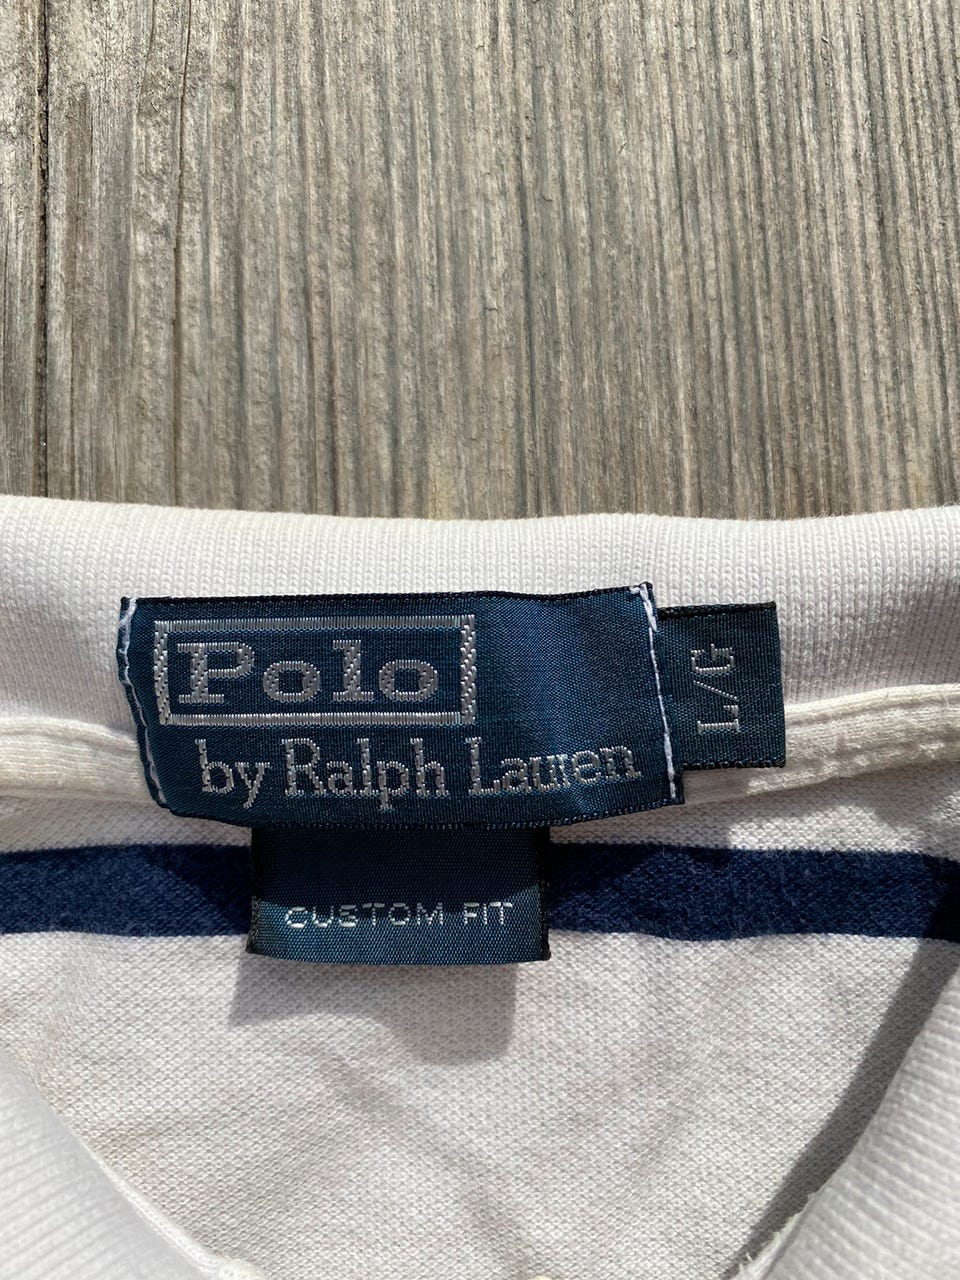 Polo
by Ralph Lauren
L/G
CUSTOM FIT